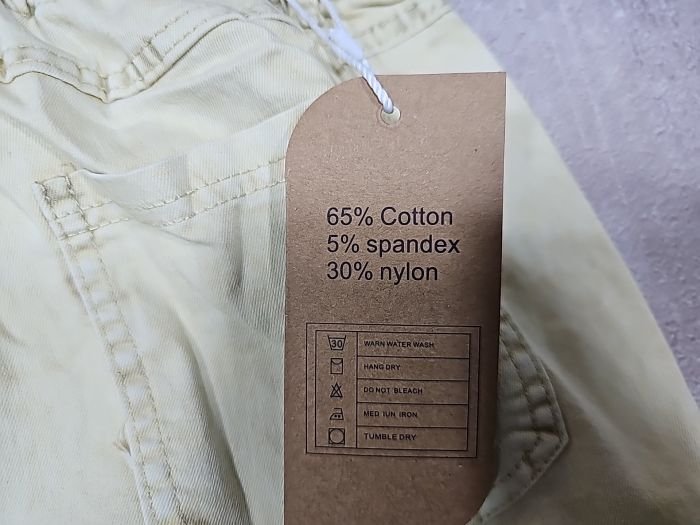 65% Cotton
5% spandex
30% nylon
30 WARN WATER WASH
HANG DRY
DO NOT BLEACH
MED IUN IRON
TUMBLE DRY